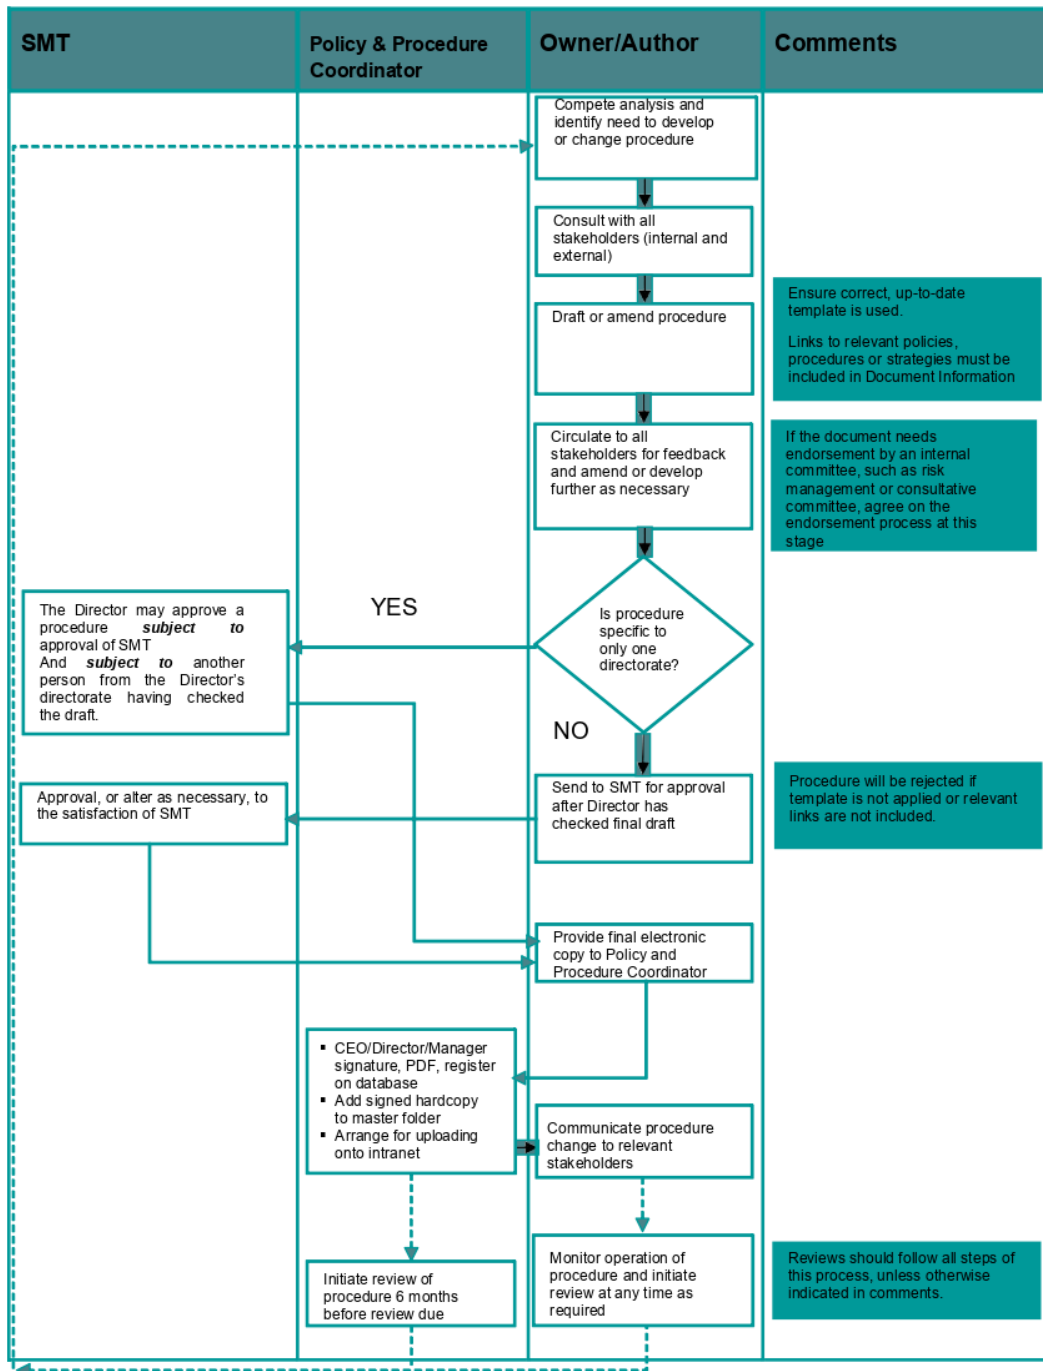 SMT
Policy & Procedure
Coordinator
Owner/Author
Comments
Compete analysis and
identify need to develop
or change procedure
Consult with all
stakeholders (internal and
external)
Draft or amend procedure
Ensure correct, up-to-date
template is used.
Links to relevant policies,
procedures or strategies must be
included in Document Information
Circulate to all
stakeholders for feedback
and amend or develop
further as necessary
If the document needs
endorsement by an internal
committee, such as risk
management or consultative
committee, agree on the
endorsement process at this
stage
Is procedure
specific to
only one
directorate?
YES
The Director may approve a
procedure subject to
approval of SMT
And subject to another
person from the Director's
directorate having checked
the draft.
NO
Send to SMT for approval
after Director has
checked final draft
Procedure will be rejected if
template is not applied or relevant
links are not included.
Approval, or alter as necessary, to
the satisfaction of SMT
Provide final electronic
copy to Policy and
Procedure Coordinator
▪ CEO/Director/Manager
signature, PDF, register
on database
▪ Add signed hardcopy
to master folder
▪ Arrange for uploading
onto intranet
Communicate procedure
change to relevant
stakeholders
Initiate review of
procedure 6 months
before review due
Monitor operation of
procedure and initiate
review at any time as
required
Reviews should follow all steps of
this process, unless otherwise
indicated in comments.